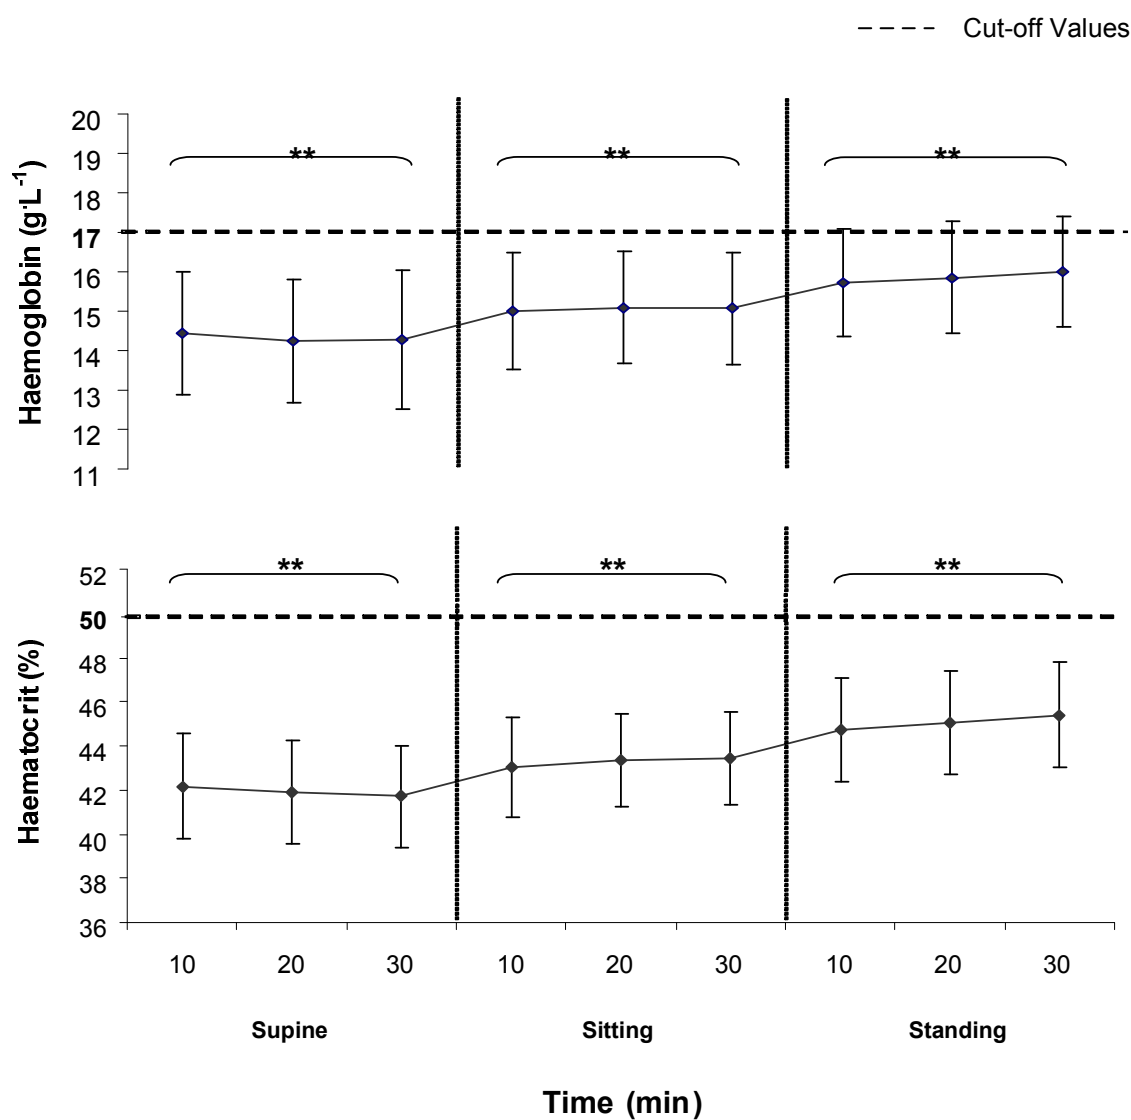 Cut-off Values
Haemoglobin (g·L⁻¹)
20
19
18
17
16
15
14
13
12
11
** ** **
Haematocrit (%)
52
50
48
46
44
42
40
38
36
** ** **
10 20 30 10 20 30 10 20 30
Supine Sitting Standing
Time (min)